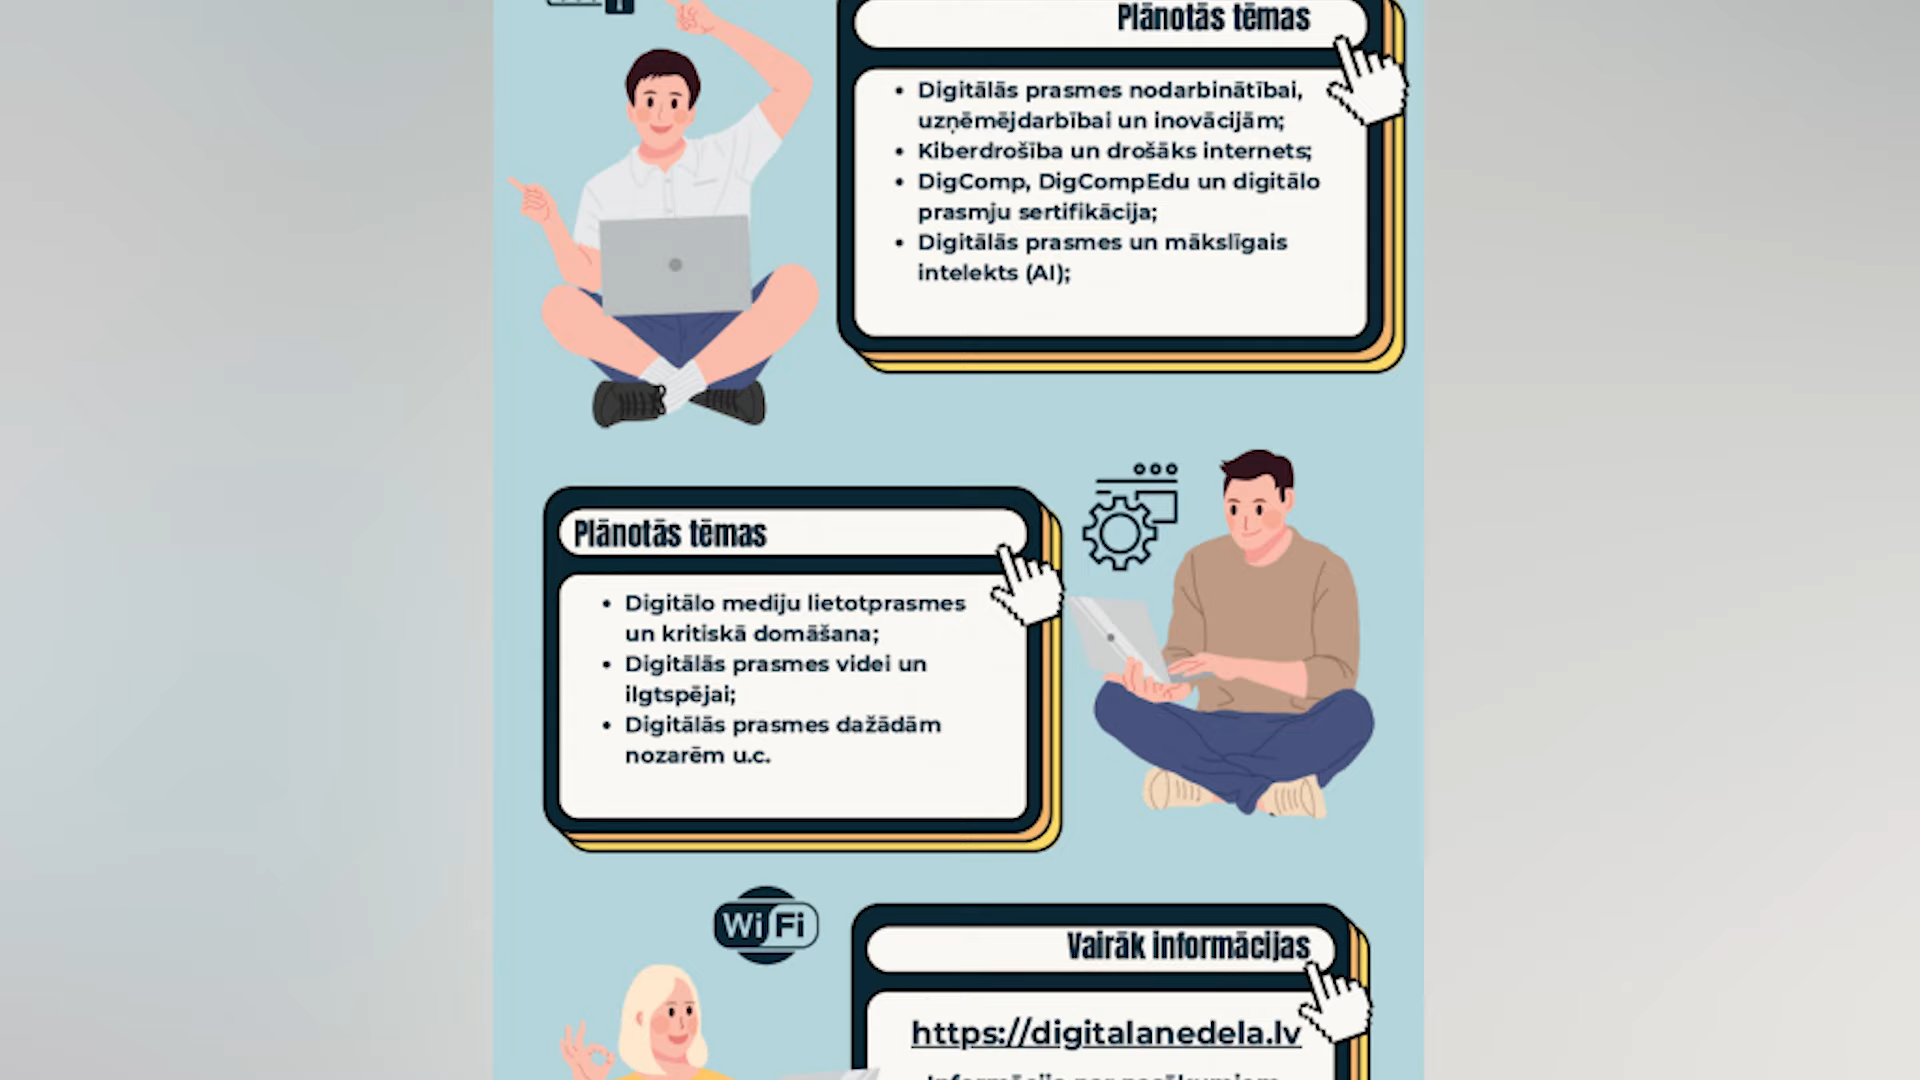 Plānotās tēmas
• Digitālās prasmes nodarbinātībai,
uzņēmējdarbībai un inovācijām;
• Kiberdrošība un drošāks internets;
• DigComp, DigCompEdu un digitālo
prasmju sertifikācija;
• Digitālās prasmes un mākslīgais
intelekts (AI);
Plānotās tēmas
• Digitālo mediju lietotprasmes
un kritiskā domāšana;
• Digitālās prasmes videi un
ilgtspējai;
• Digitālās prasmes dažādām
nozarēm u.c.
Wi Fi
Vairāk informācijas
https://digitalanedela.lv